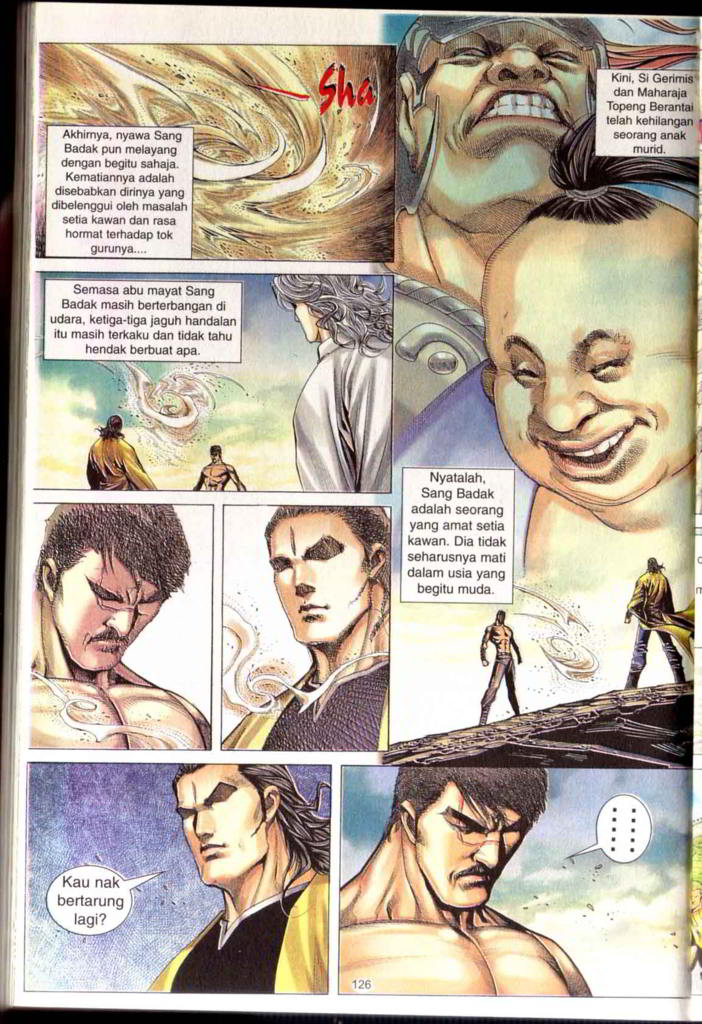 Sha
Akhirnya, nyawa Sang
Badak pun melayang
dengan begitu sahaja.
Kematiannya adalah
disebabkan dirinya yang
dibelenggui oleh masalah
setia kawan dan rasa
hormat terhadap tok
gurunya....
Kini, Si Gerimis
dan Maharaja
Topeng Berantai
telah kehilangan
seorang anak
murid.
Semasa abu mayat Sang
Badak masih berterbangan di
udara, ketiga-tiga jaguh handalan
itu masih terkaku dan tidak tahu
hendak berbuat apa.
Nyatalah,
Sang Badak
adalah seorang
yang amat setia
kawan. Dia tidak
seharusnya mati
dalam usia yang
begitu muda.
Kau nak
bertarung
lagi?
126